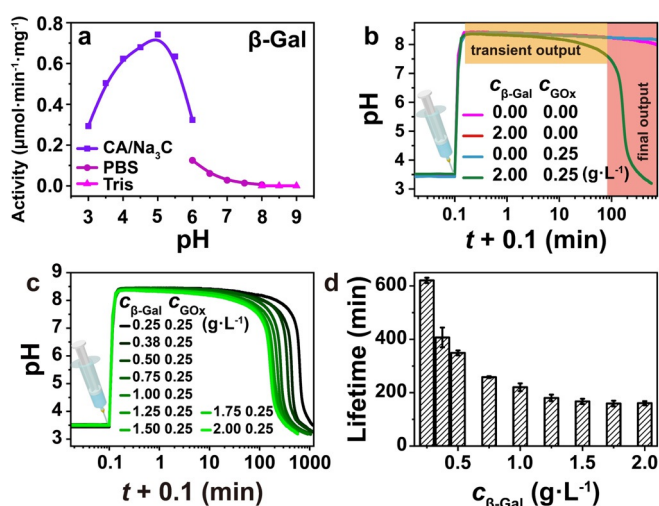 a
β-Gal
Activity (μmol·min⁻¹·mg⁻¹)
0.8
0.6
0.4
0.2
0.0
CA/Na₃C
PBS
Tris
3 4 5 6 7 8 9
pH
b
pH
8
7
6
5
4
3
transient output
final output
cβ-Gal cGOx
0.00 0.00
2.00 0.00
0.00 0.25
2.00 0.25 (g·L⁻¹)
0.1 1 10 100
t + 0.1 (min)
c
pH
9
8
7
6
5
4
3
cβ-Gal cGOx
0.25 0.25 (g·L⁻¹)
0.38 0.25
0.50 0.25
0.75 0.25
1.00 0.25
1.25 0.25 1.75 0.25
1.50 0.25 2.00 0.25
0.1 1 10 100 1000
t + 0.1 (min)
d
Lifetime (min)
600
400
200
0
0.5 1.0 1.5 2.0
cβ-Gal (g·L⁻¹)